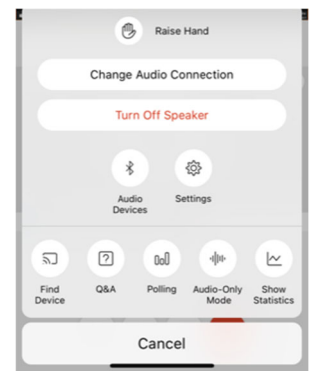 Raise Hand
Change Audio Connection
Turn Off Speaker
Audio Devices
Settings
Find Device
Q&A
Polling
Audio-Only Mode
Show Statistics
Cancel